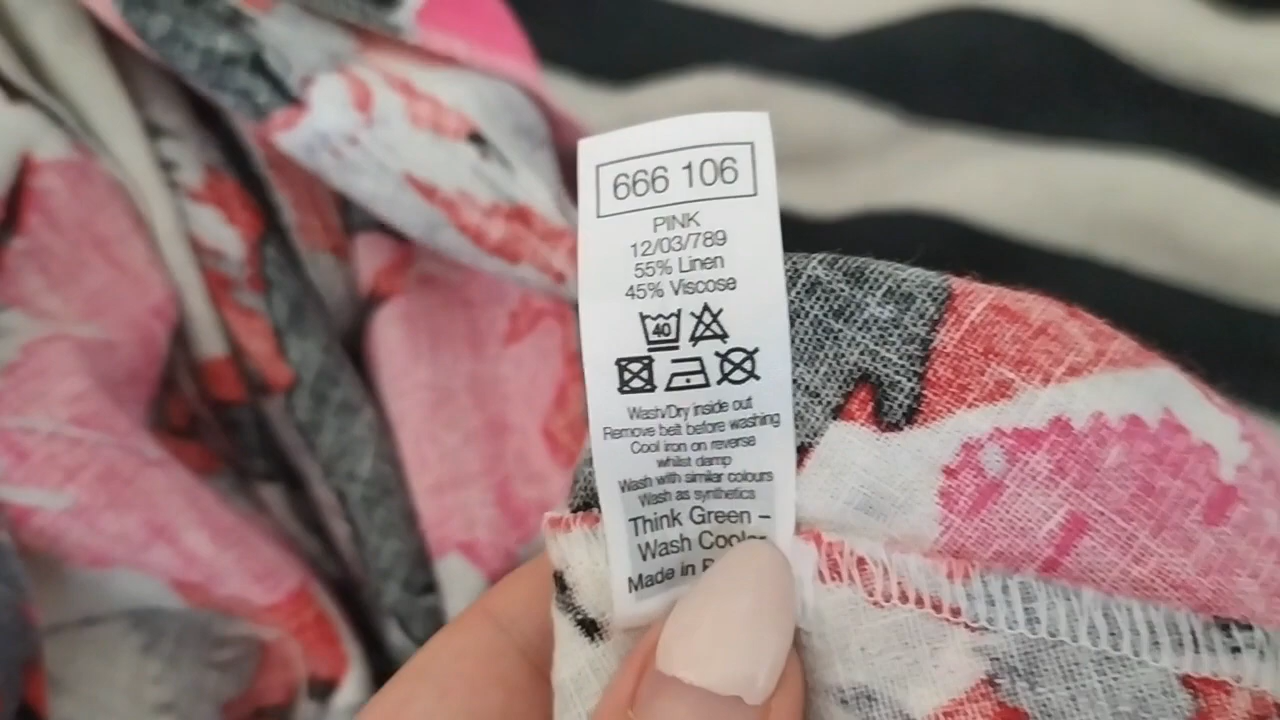 666 106
PINK
12/03/789
55% Linen
45% Viscose
40
Wash/Dry inside out
Remove belt before washing
Cool iron on reverse
whilst damp
Wash with similar colours
Wash as synthetics
Think Green –
Wash Cooler
Made in